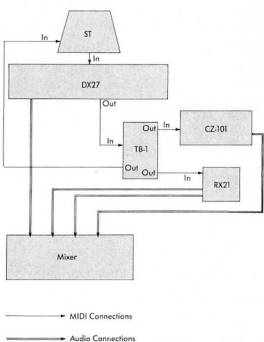 ST
In
In
DX27
Out
In
Out
In
CZ-101
TB-1
Out
Out
In
RX21
Mixer
MIDI Connections
Audio Connections